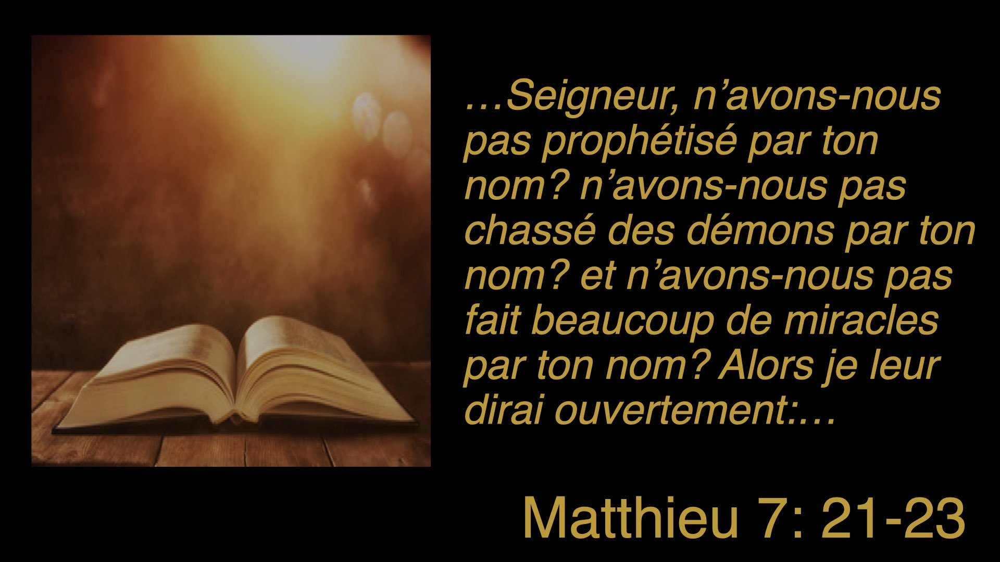 …Seigneur, n’avons-nous
pas prophétisé par ton
nom? n’avons-nous pas
chassé des démons par ton
nom? et n’avons-nous pas
fait beaucoup de miracles
par ton nom? Alors je leur
dirai ouvertement:…
Matthieu 7: 21-23